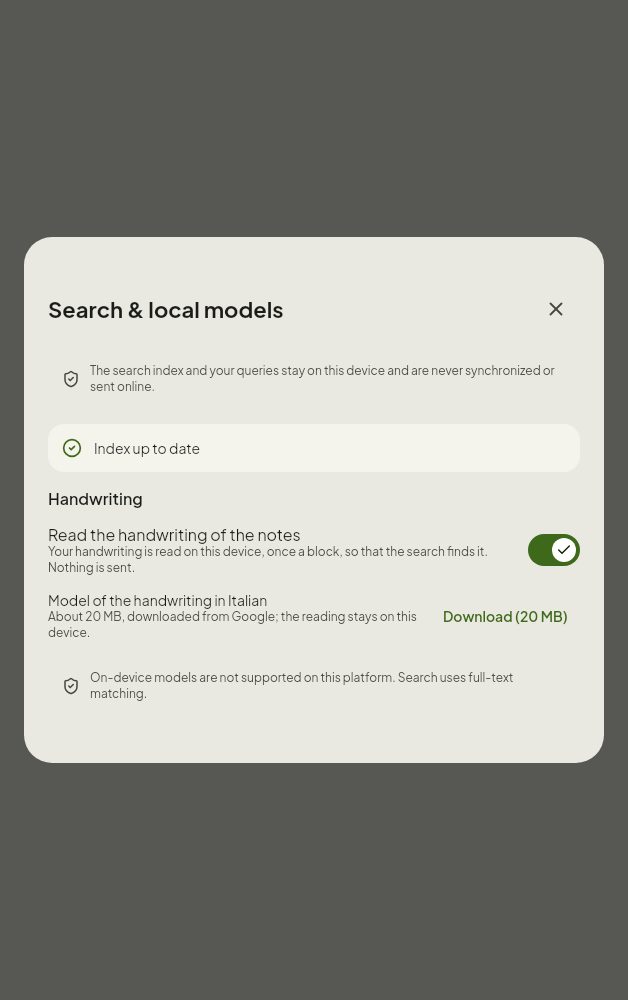 Search & local models
The search index and your queries stay on this device and are never synchronized or
sent online.
Index up to date
Handwriting
Read the handwriting of the notes
Your handwriting is read on this device, once a block, so that the search finds it.
Nothing is sent.
Model of the handwriting in Italian
About 20 MB, downloaded from Google; the reading stays on this
device.
Download (20 MB)
On-device models are not supported on this platform. Search uses full-text
matching.